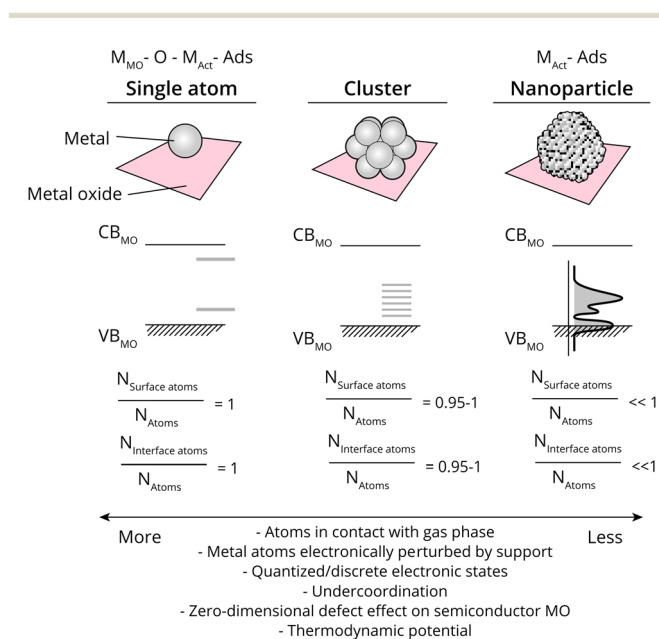 M_MO- O - M_Act- Ads
M_Act- Ads
Single atom
Cluster
Nanoparticle
Metal
Metal oxide
CB_MO
CB_MO
CB_MO
VB_MO
VB_MO
VB_MO
N_Surface atoms / N_Atoms = 1
N_Surface atoms / N_Atoms = 0.95-1
N_Surface atoms / N_Atoms << 1
N_Interface atoms / N_Atoms = 1
N_Interface atoms / N_Atoms = 0.95-1
N_Interface atoms / N_Atoms <<1
More
Less
- Atoms in contact with gas phase
- Metal atoms electronically perturbed by support
- Quantized/discrete electronic states
- Undercoordination
- Zero-dimensional defect effect on semiconductor MO
- Thermodynamic potential